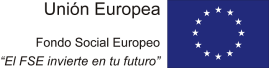 Unión Europea
Fondo Social Europeo
“El FSE invierte en tu futuro”